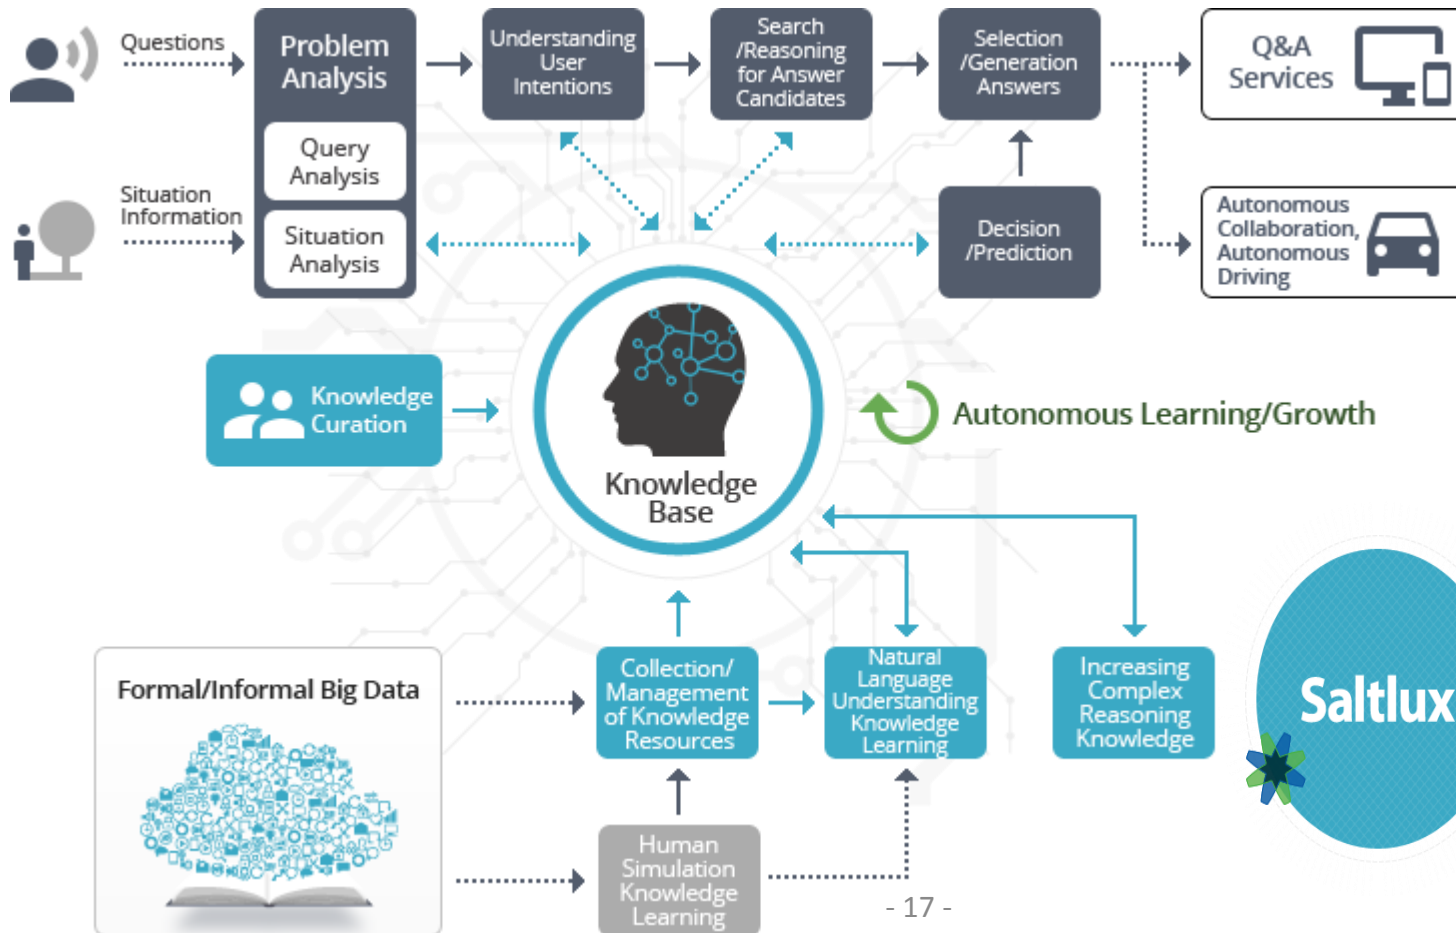 Questions
Problem
Analysis
Query
Analysis
Situation
Analysis
Situation
Information
Understanding
User
Intentions
Search
/Reasoning
for Answer
Candidates
Selection
/Generation
Answers
Decision
/Prediction
Q&A
Services
Autonomous
Collaboration,
Autonomous
Driving
Knowledge
Curation
Knowledge
Base
Autonomous Learning/Growth
Formal/Informal Big Data
Collection/
Management
of Knowledge
Resources
Natural
Language
Understanding
Knowledge
Learning
Increasing
Complex
Reasoning
Knowledge
Human
Simulation
Knowledge
Learning
Saltlux
- 17 -